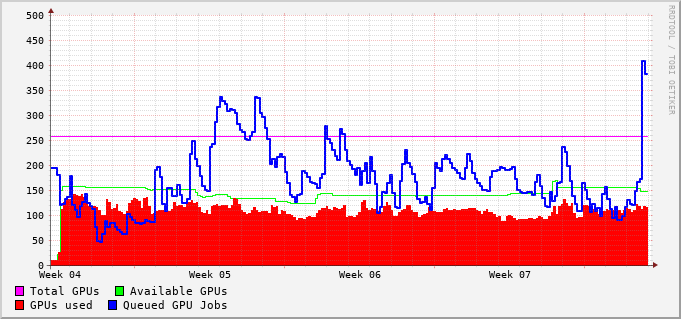 500
450
400
350
300
250
200
150
100
50
0
Week 04 Week 05 Week 06 Week 07
Total GPUs Available GPUs
GPUs used Queued GPU Jobs
RRDTOOL / TOBI OETIKER